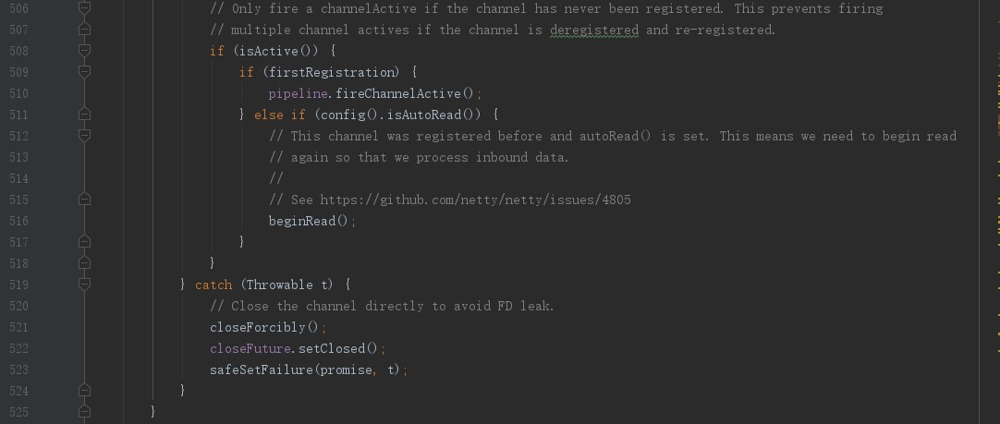 506 // Only fire a channelActive if the channel has never been registered. This prevents firing
507 // multiple channel actives if the channel is deregistered and re-registered.
508 if (isActive()) {
509 if (firstRegistration) {
510 pipeline.fireChannelActive();
511 } else if (config().isAutoRead()) {
512 // This channel was registered before and autoRead() is set. This means we need to begin read
513 // again so that we process inbound data.
514 //
515 // See https://github.com/netty/netty/issues/4805
516 beginRead();
517 }
518 }
519 } catch (Throwable t) {
520 // Close the channel directly to avoid FD leak.
521 closeForcibly();
522 closeFuture.setClosed();
523 safeSetFailure(promise, t);
524 }
525 }